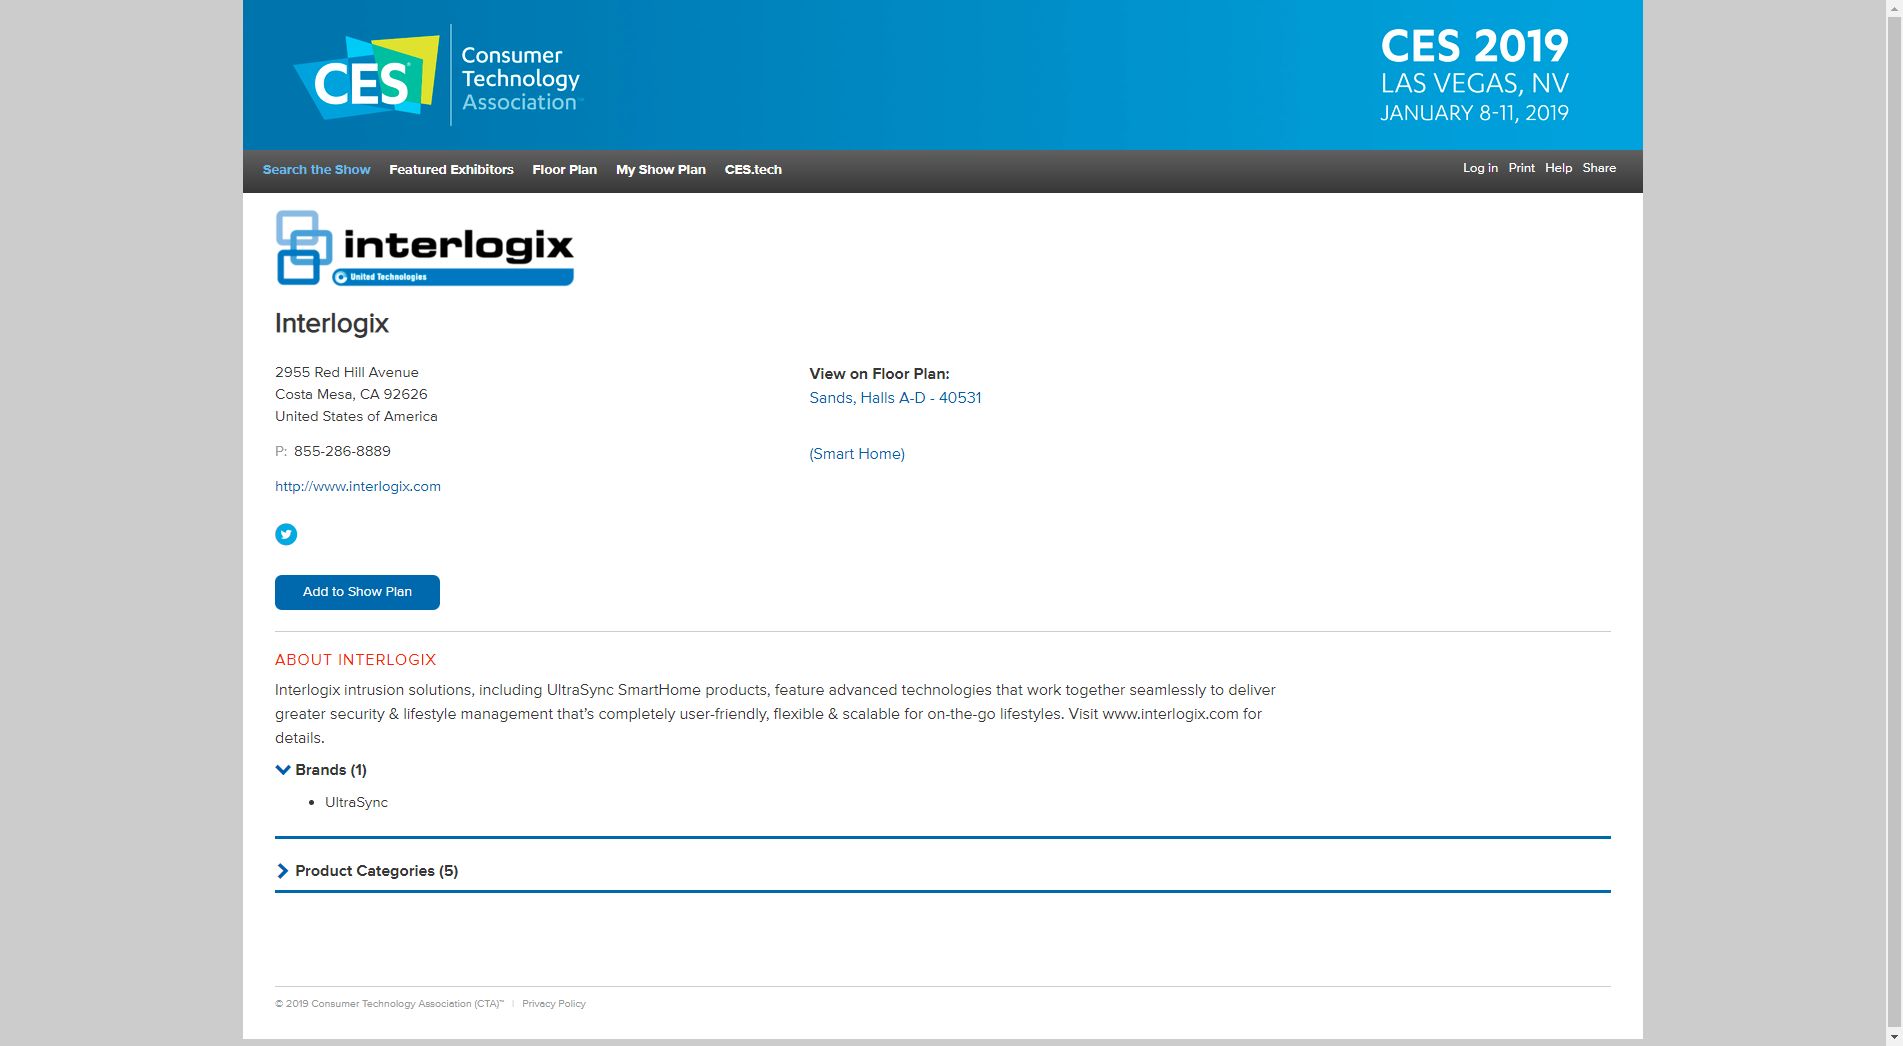 CES
Consumer
Technology
Association™
CES 2019
LAS VEGAS, NV
JANUARY 8-11, 2019
Search the Show Featured Exhibitors Floor Plan My Show Plan CES.tech
Log in Print Help Share
interlogix
United Technologies
Interlogix
2955 Red Hill Avenue
Costa Mesa, CA 92626
United States of America
P: 855-286-8889
http://www.interlogix.com
View on Floor Plan:
Sands, Halls A-D - 40531
(Smart Home)
Add to Show Plan
ABOUT INTERLOGIX
Interlogix intrusion solutions, including UltraSync SmartHome products, feature advanced technologies that work together seamlessly to deliver
greater security & lifestyle management that's completely user-friendly, flexible & scalable for on-the-go lifestyles. Visit www.interlogix.com for
details.
Brands (1)
• UltraSync
Product Categories (5)
© 2019 Consumer Technology Association (CTA)™ | Privacy Policy